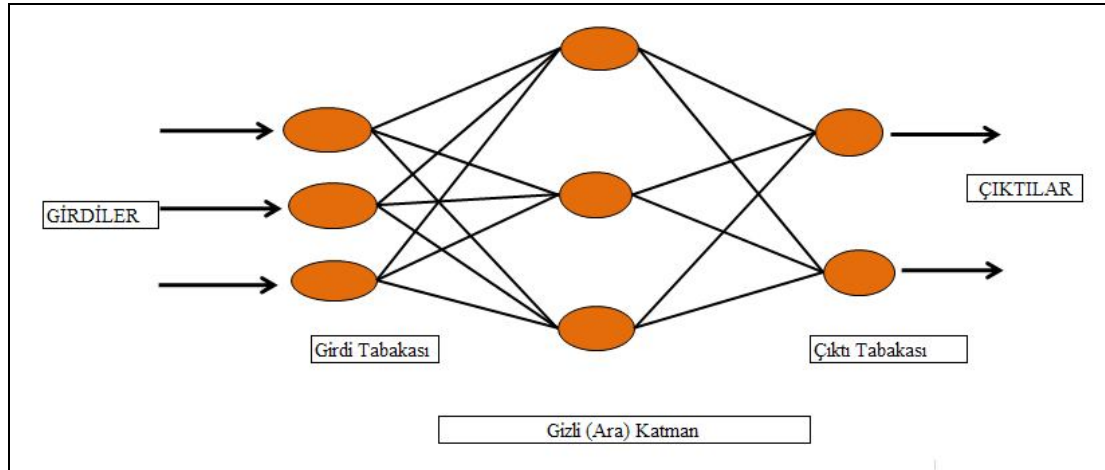 GİRDİLER
ÇIKTILAR
Girdi Tabakası
Çıktı Tabakası
Gizli (Ara) Katman